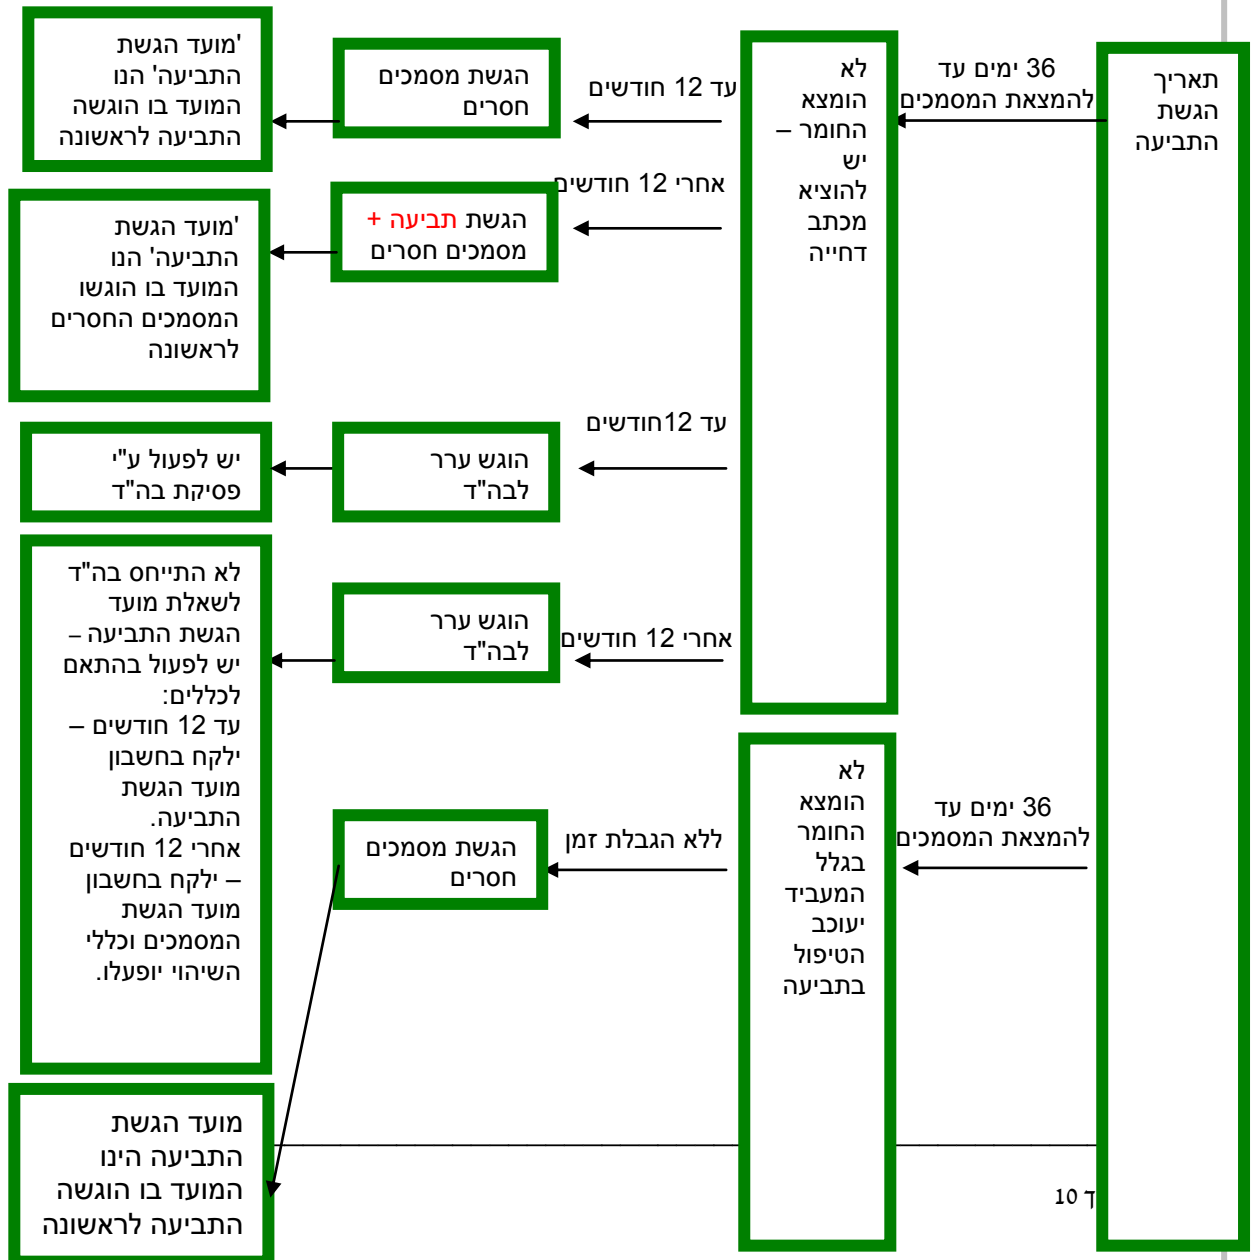 תאריך
הגשת
התביעה
36 ימים עד
להמצאת המסמכים
לא
הומצא
החומר –
יש
להוציא
מכתב
דחייה
עד 12 חודשים
הגשת מסמכים
חסרים
'מועד הגשת
התביעה' הנו
המועד בו הוגשה
התביעה לראשונה
אחרי 12 חודשים
הגשת תביעה +
מסמכים חסרים
'מועד הגשת
התביעה' הנו
המועד בו הוגשו
המסמכים החסרים
לראשונה
עד 12חודשים
הוגש ערר
לבה"ד
יש לפעול ע"י
פסיקת בה"ד
אחרי 12 חודשים
הוגש ערר
לבה"ד
לא התייחס בה"ד
לשאלת מועד
הגשת התביעה –
יש לפעול בהתאם
לכללים:
עד 12 חודשים –
ילקח בחשבון
מועד הגשת
התביעה.
אחרי 12 חודשים
– ילקח בחשבון
מועד הגשת
המסמכים וכללי
השיהוי יופעלו.
36 ימים עד
להמצאת המסמכים
לא
הומצא
החומר
בגלל
המעביד
יעוכב
הטיפול
בתביעה
ללא הגבלת זמן
הגשת מסמכים
חסרים
מועד הגשת
התביעה הינו
המועד בו הוגשה
התביעה לראשונה
ך 10